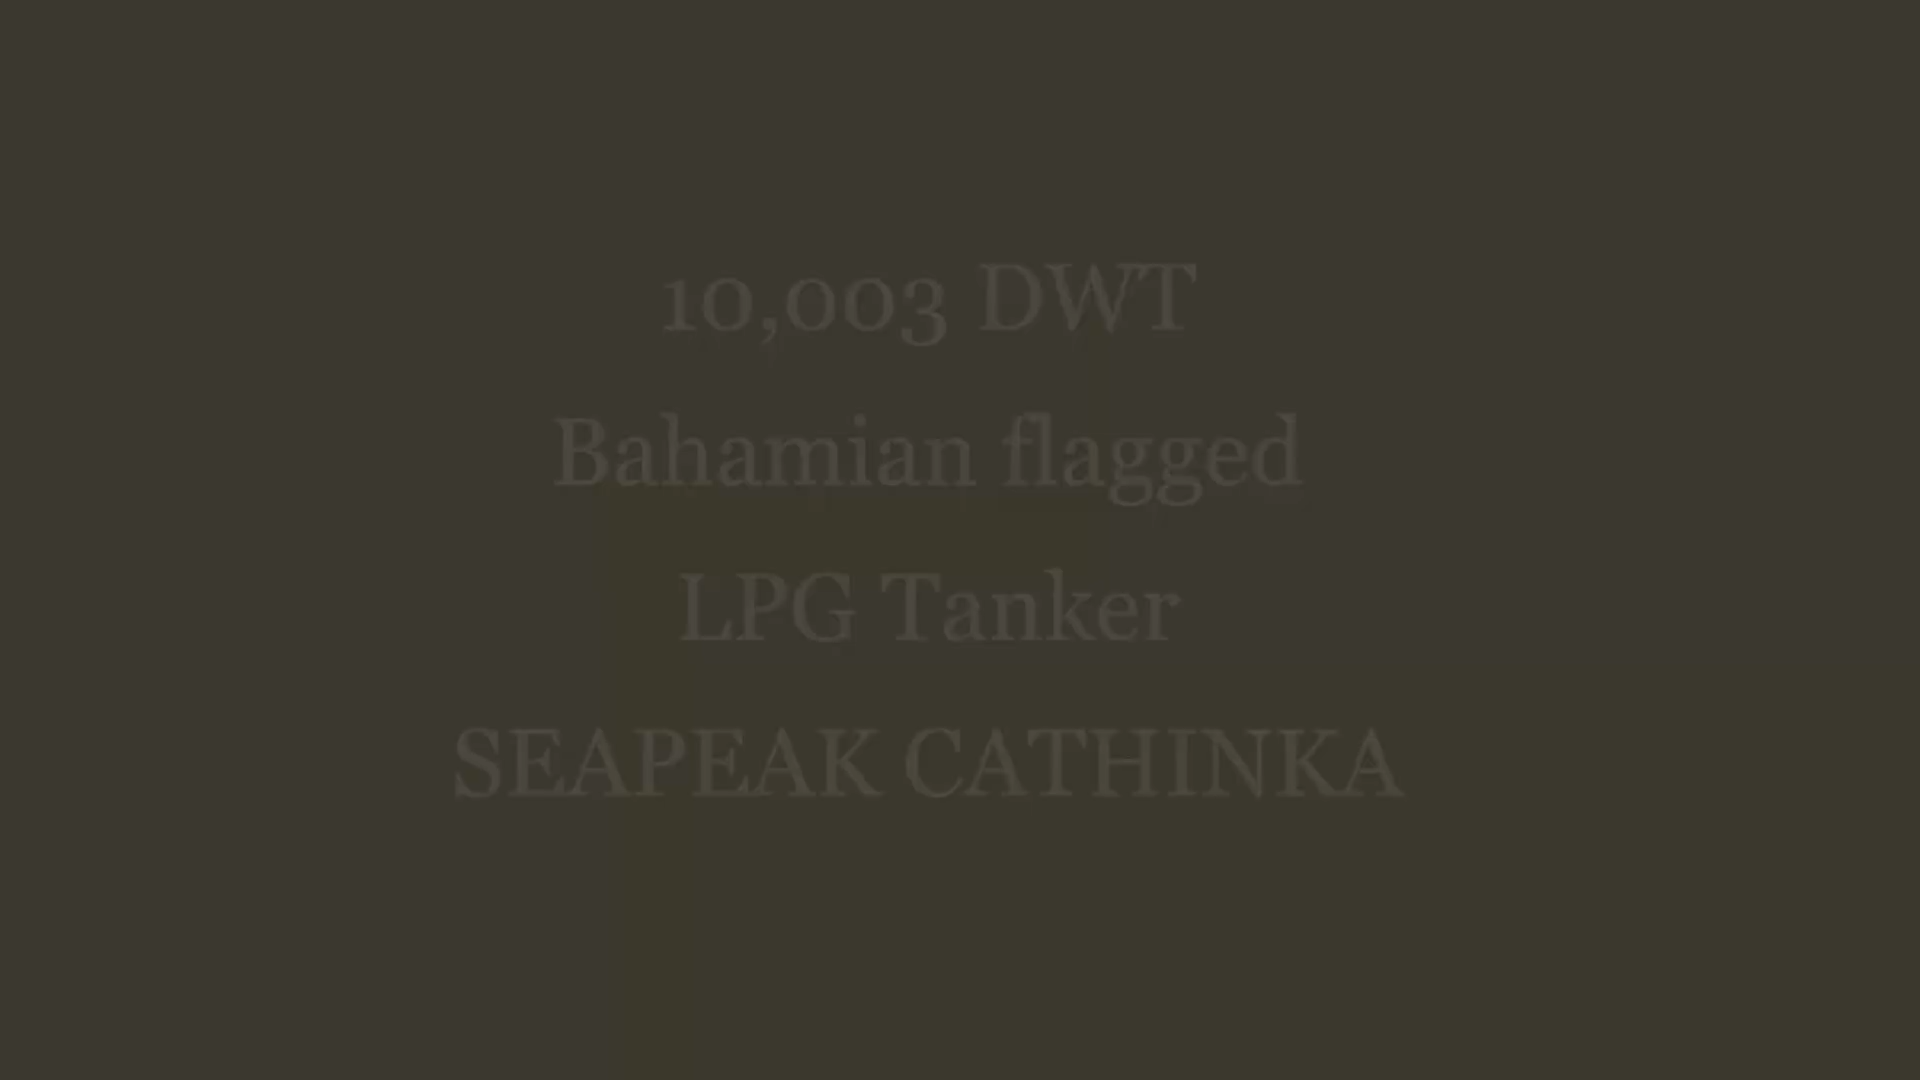 10,003 DWT
Bahamian flagged
LPG Tanker
SEAPEAK CATHINKA